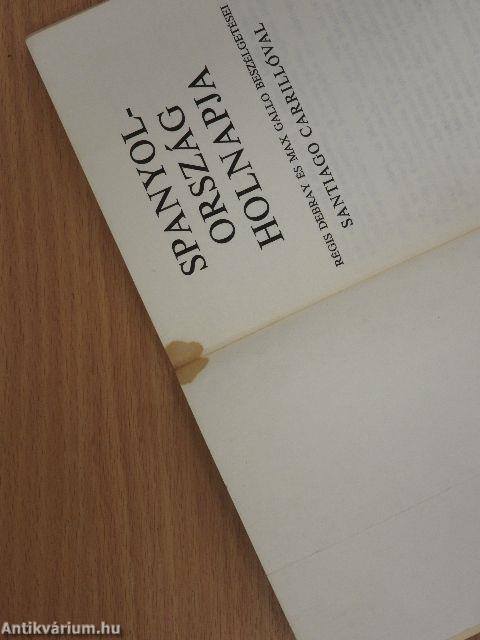 SPANYOL-
ORSZÁG
HOLNAPJA
RÉGIS DEBRAY ÉS MAX GALLO BESZÉLGETÉSEI
SANTIAGO CARRILLÓVAL
Antikvárium.hu